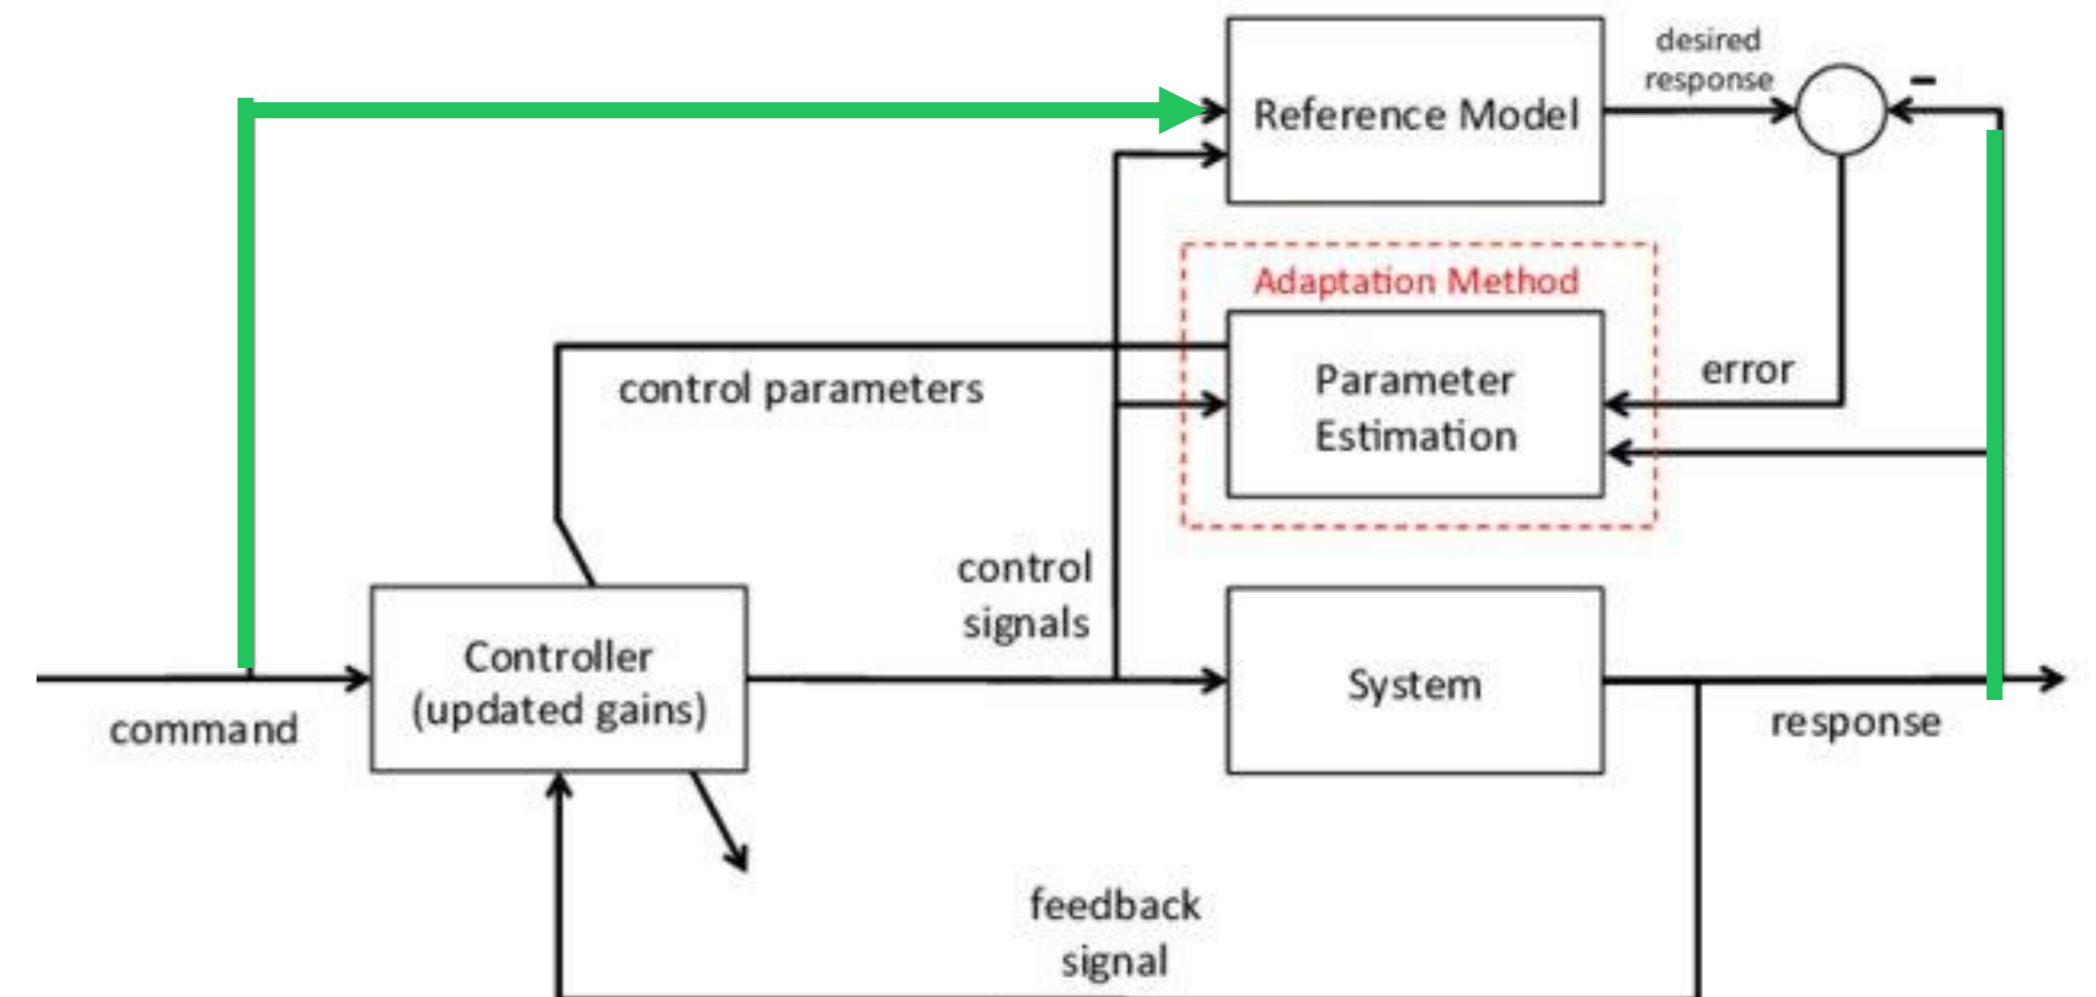 desired
response
−
Reference Model
Adaptation Method
control parameters
Parameter
Estimation
error
control
signals
Controller
(updated gains)
System
command
response
feedback
signal